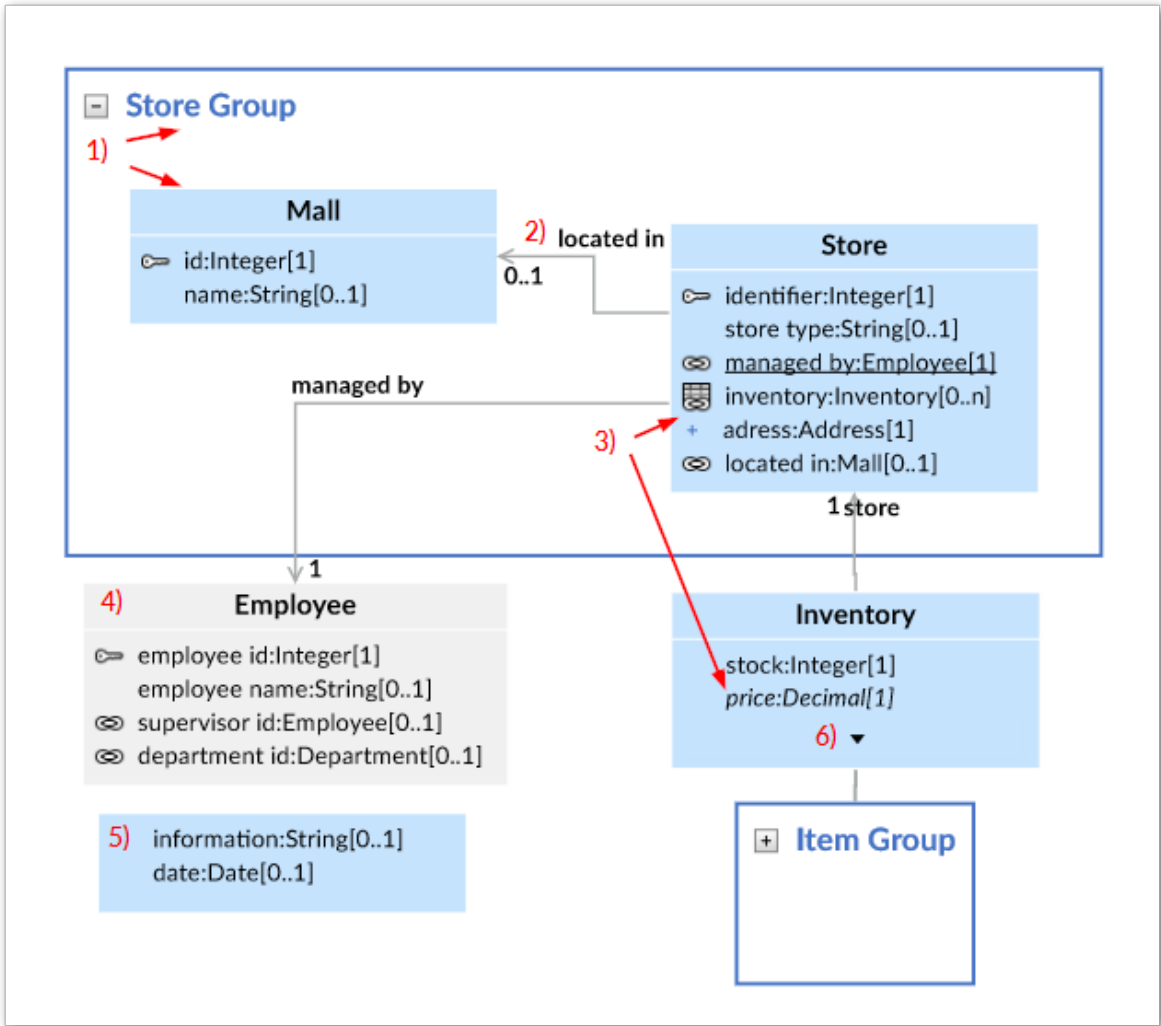 Store Group
1)
Mall
id:Integer[1]
name:String[0..1]
2) located in
0..1
Store
identifier:Integer[1]
store type:String[0..1]
managed by:Employee[1]
inventory:Inventory[0..n]
adress:Address[1]
located in:Mall[0..1]
managed by
3)
1 store
1
4) Employee
employee id:Integer[1]
employee name:String[0..1]
supervisor id:Employee[0..1]
department id:Department[0..1]
Inventory
stock:Integer[1]
price:Decimal[1]
6)
5) information:String[0..1]
date:Date[0..1]
Item Group